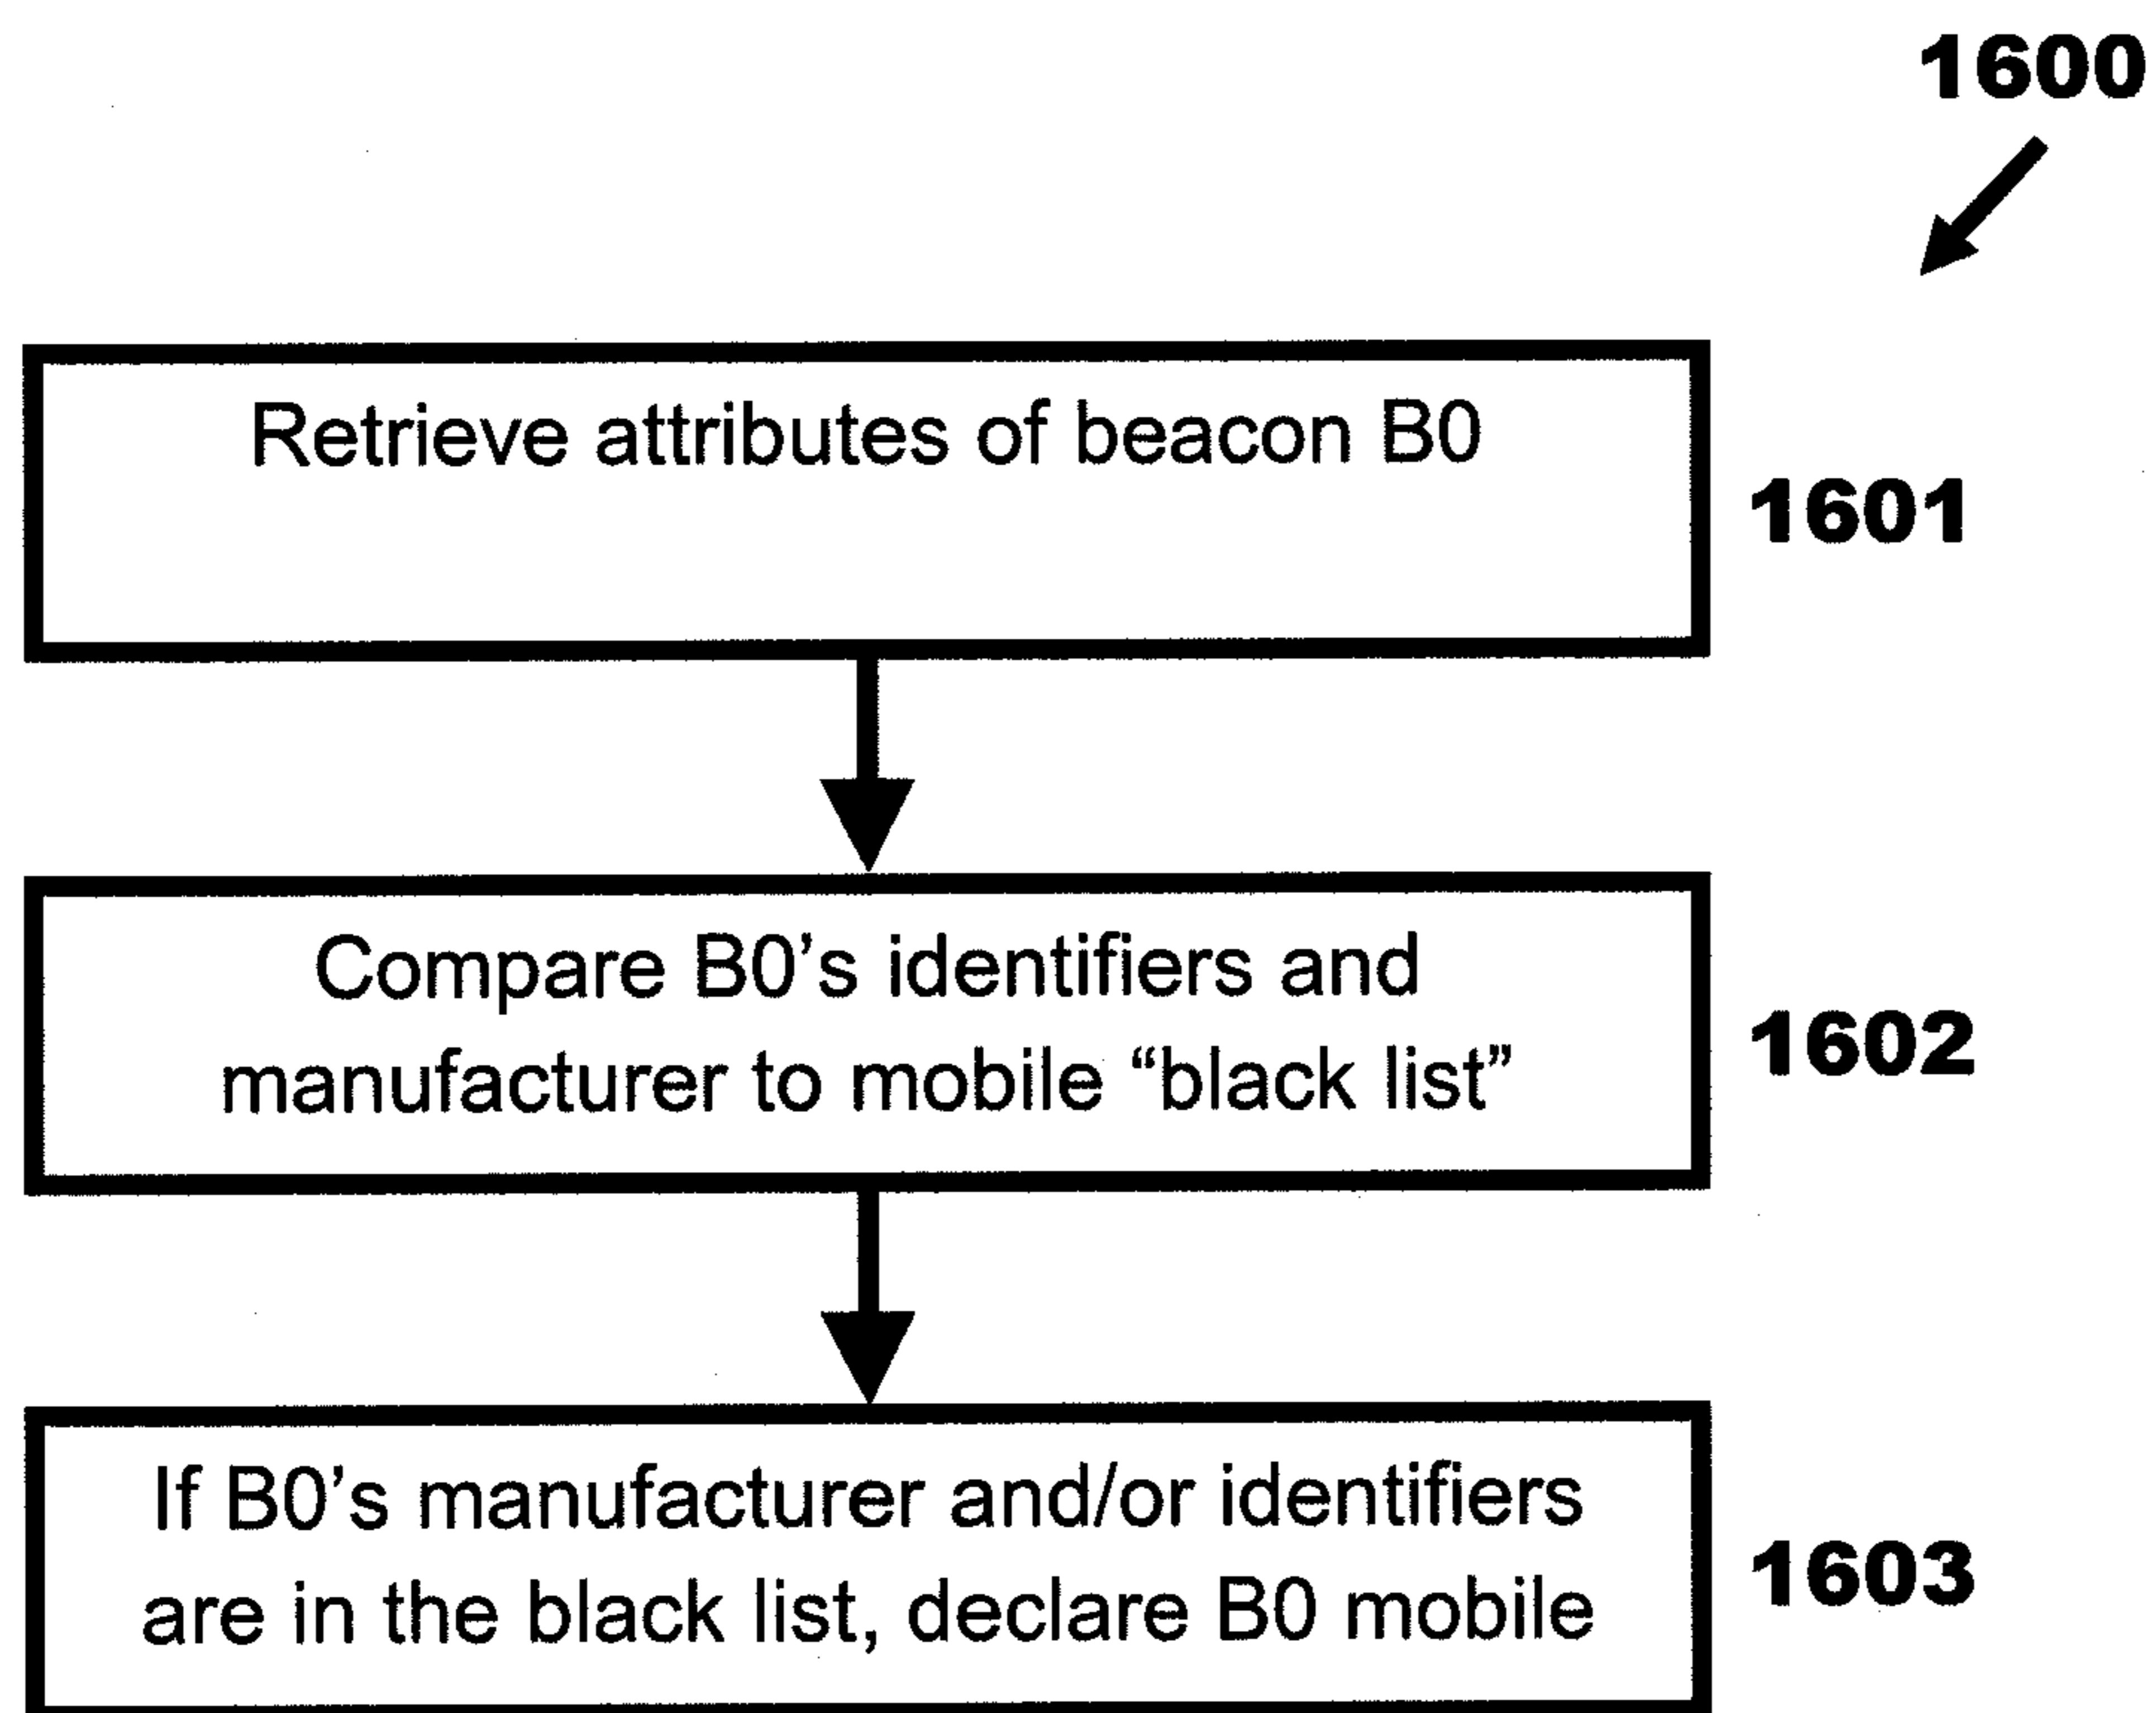 1600
Retrieve attributes of beacon B0
1601
Compare B0’s identifiers and
manufacturer to mobile “black list”
1602
If B0’s manufacturer and/or identifiers
are in the black list, declare B0 mobile
1603